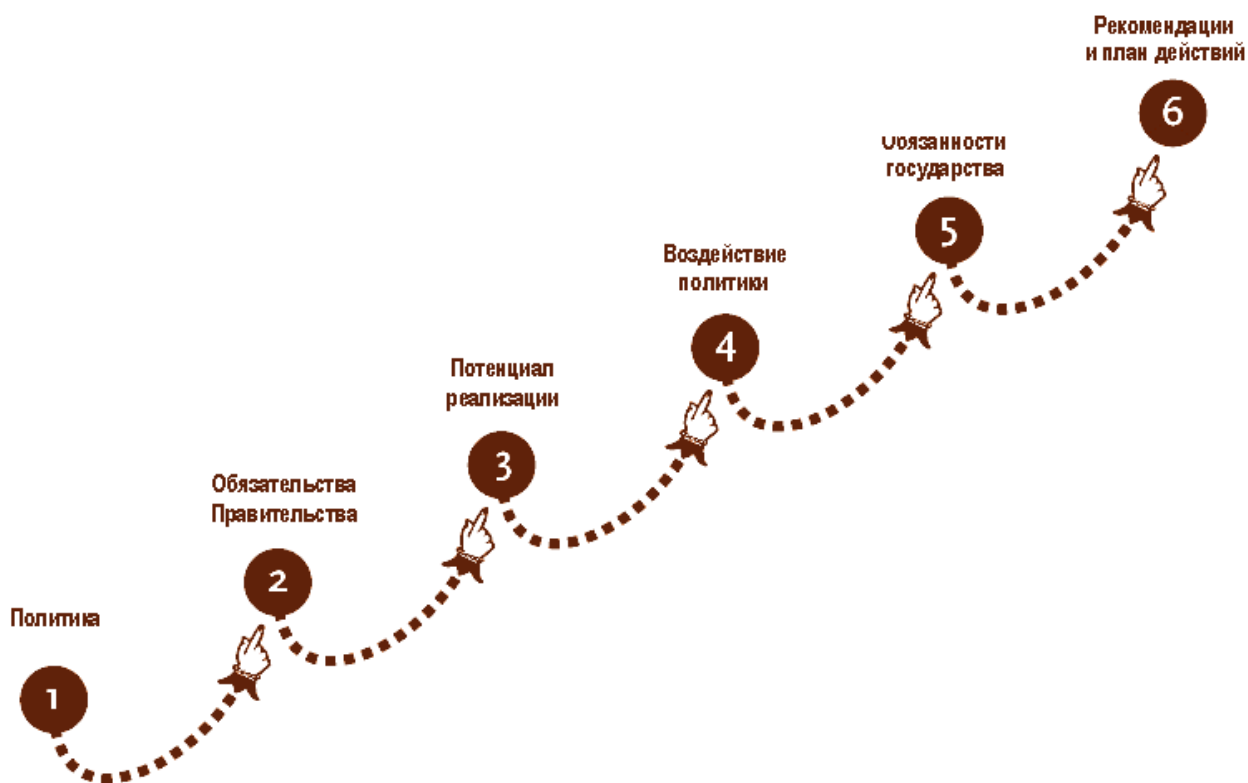 Политика
1
Обязательства
Правительства
2
Потенциал
реализации
3
Воздействие
политики
4
Обязанности
государства
5
Рекомендации
и план действий
6